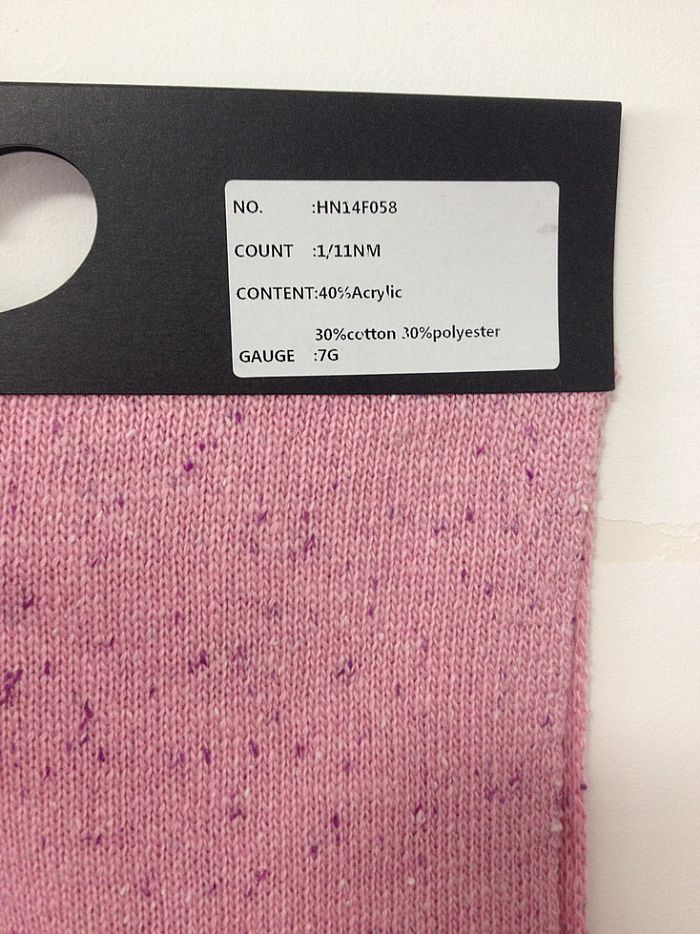 NO. :HN14F058
COUNT :1/11NM
CONTENT:40%Acrylic
30%cotton 30%polyester
GAUGE :7G